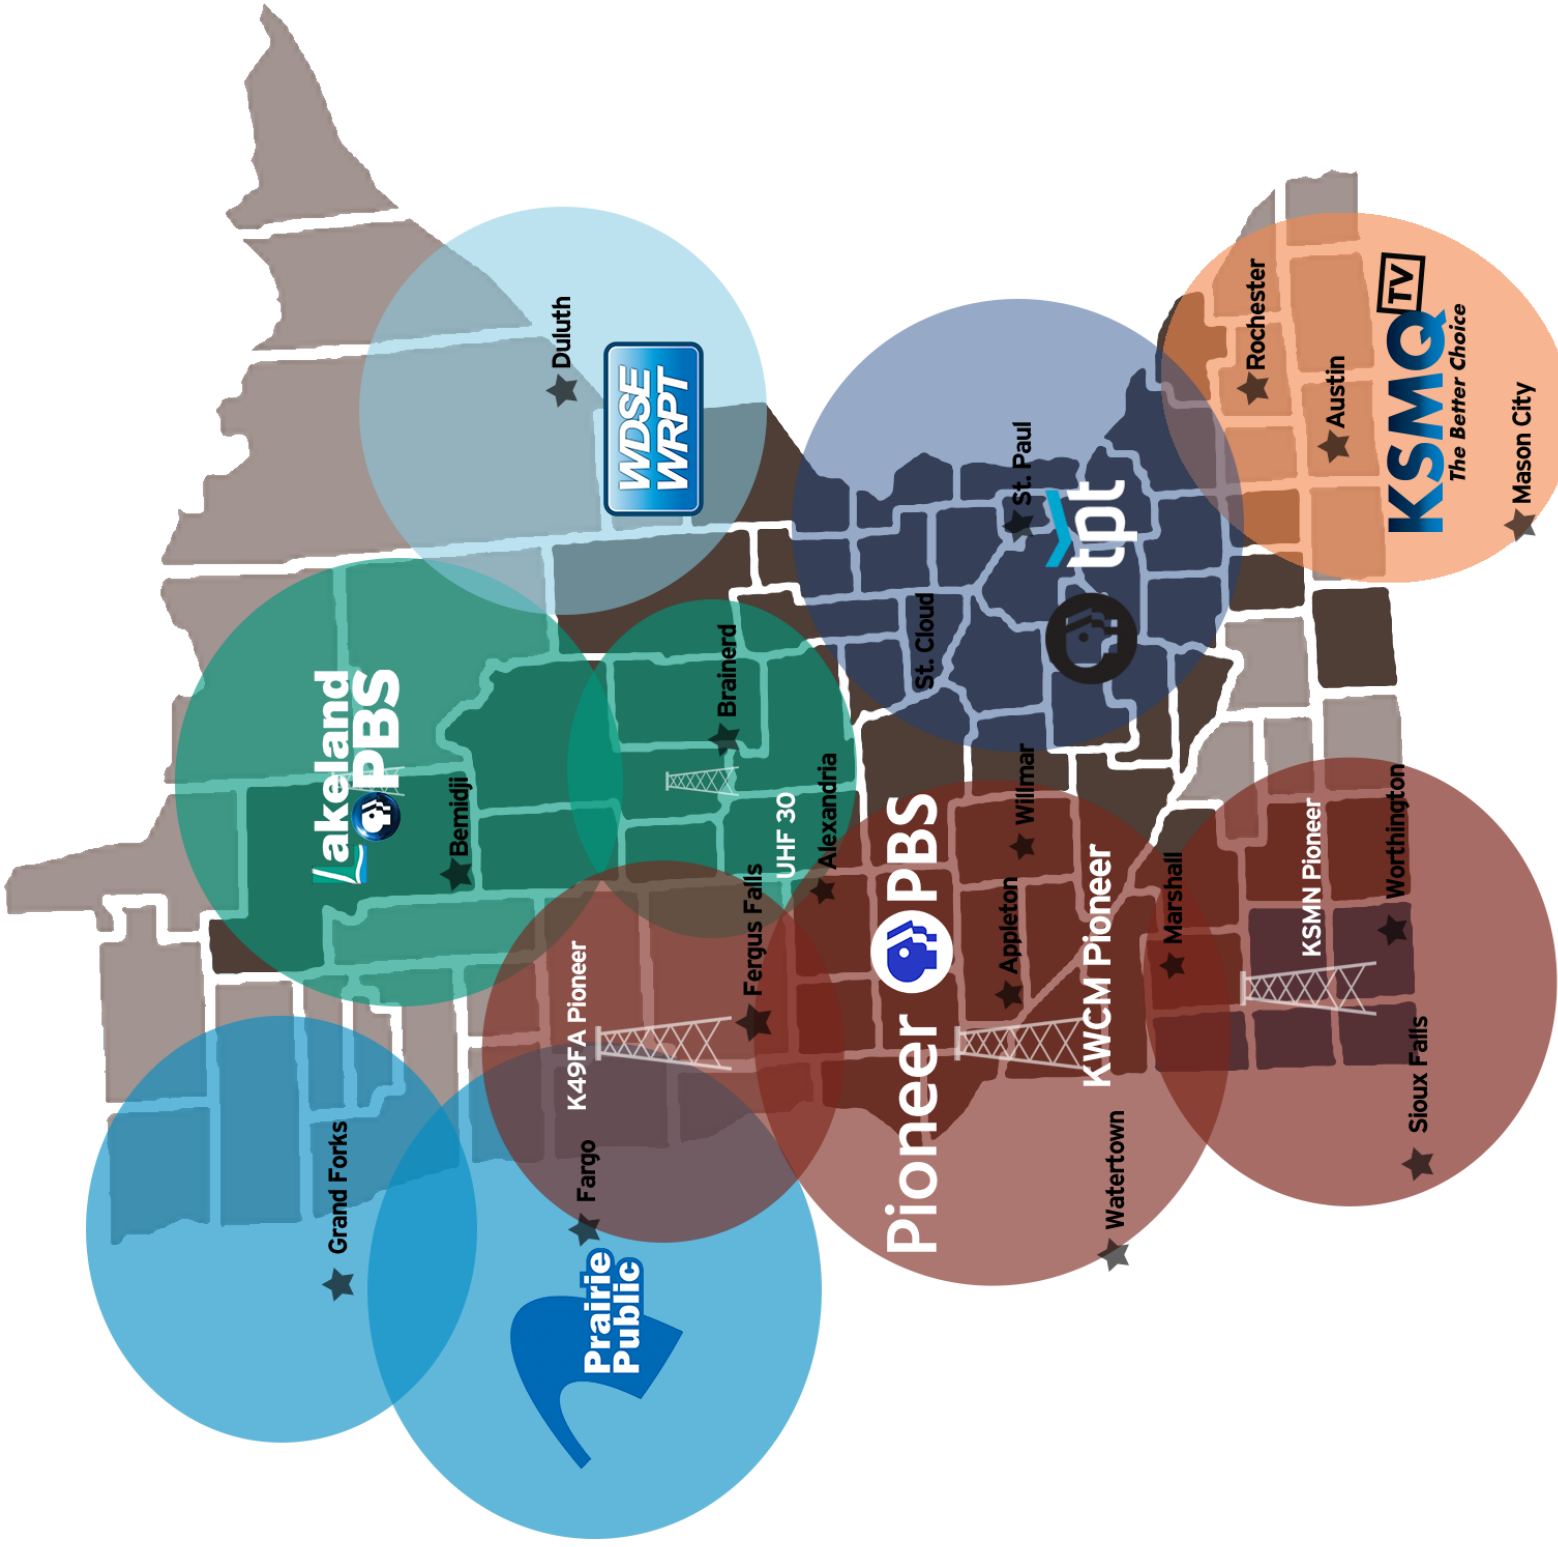 Grand Forks
Lakeland
PBS
Bemidji
Duluth
WDSE
WRPT
Fargo
Prairie
Public
K49FA Pioneer
Fergus Falls
Brainerd
UHF 30
Alexandria
Pioneer PBS
St. Cloud
St. Paul
tpt
Willmar
Appleton
KWCM Pioneer
Watertown
Marshall
Rochester
Austin
KSMQ TV
The Better Choice
Mason City
KSMN Pioneer
Worthington
Sioux Falls